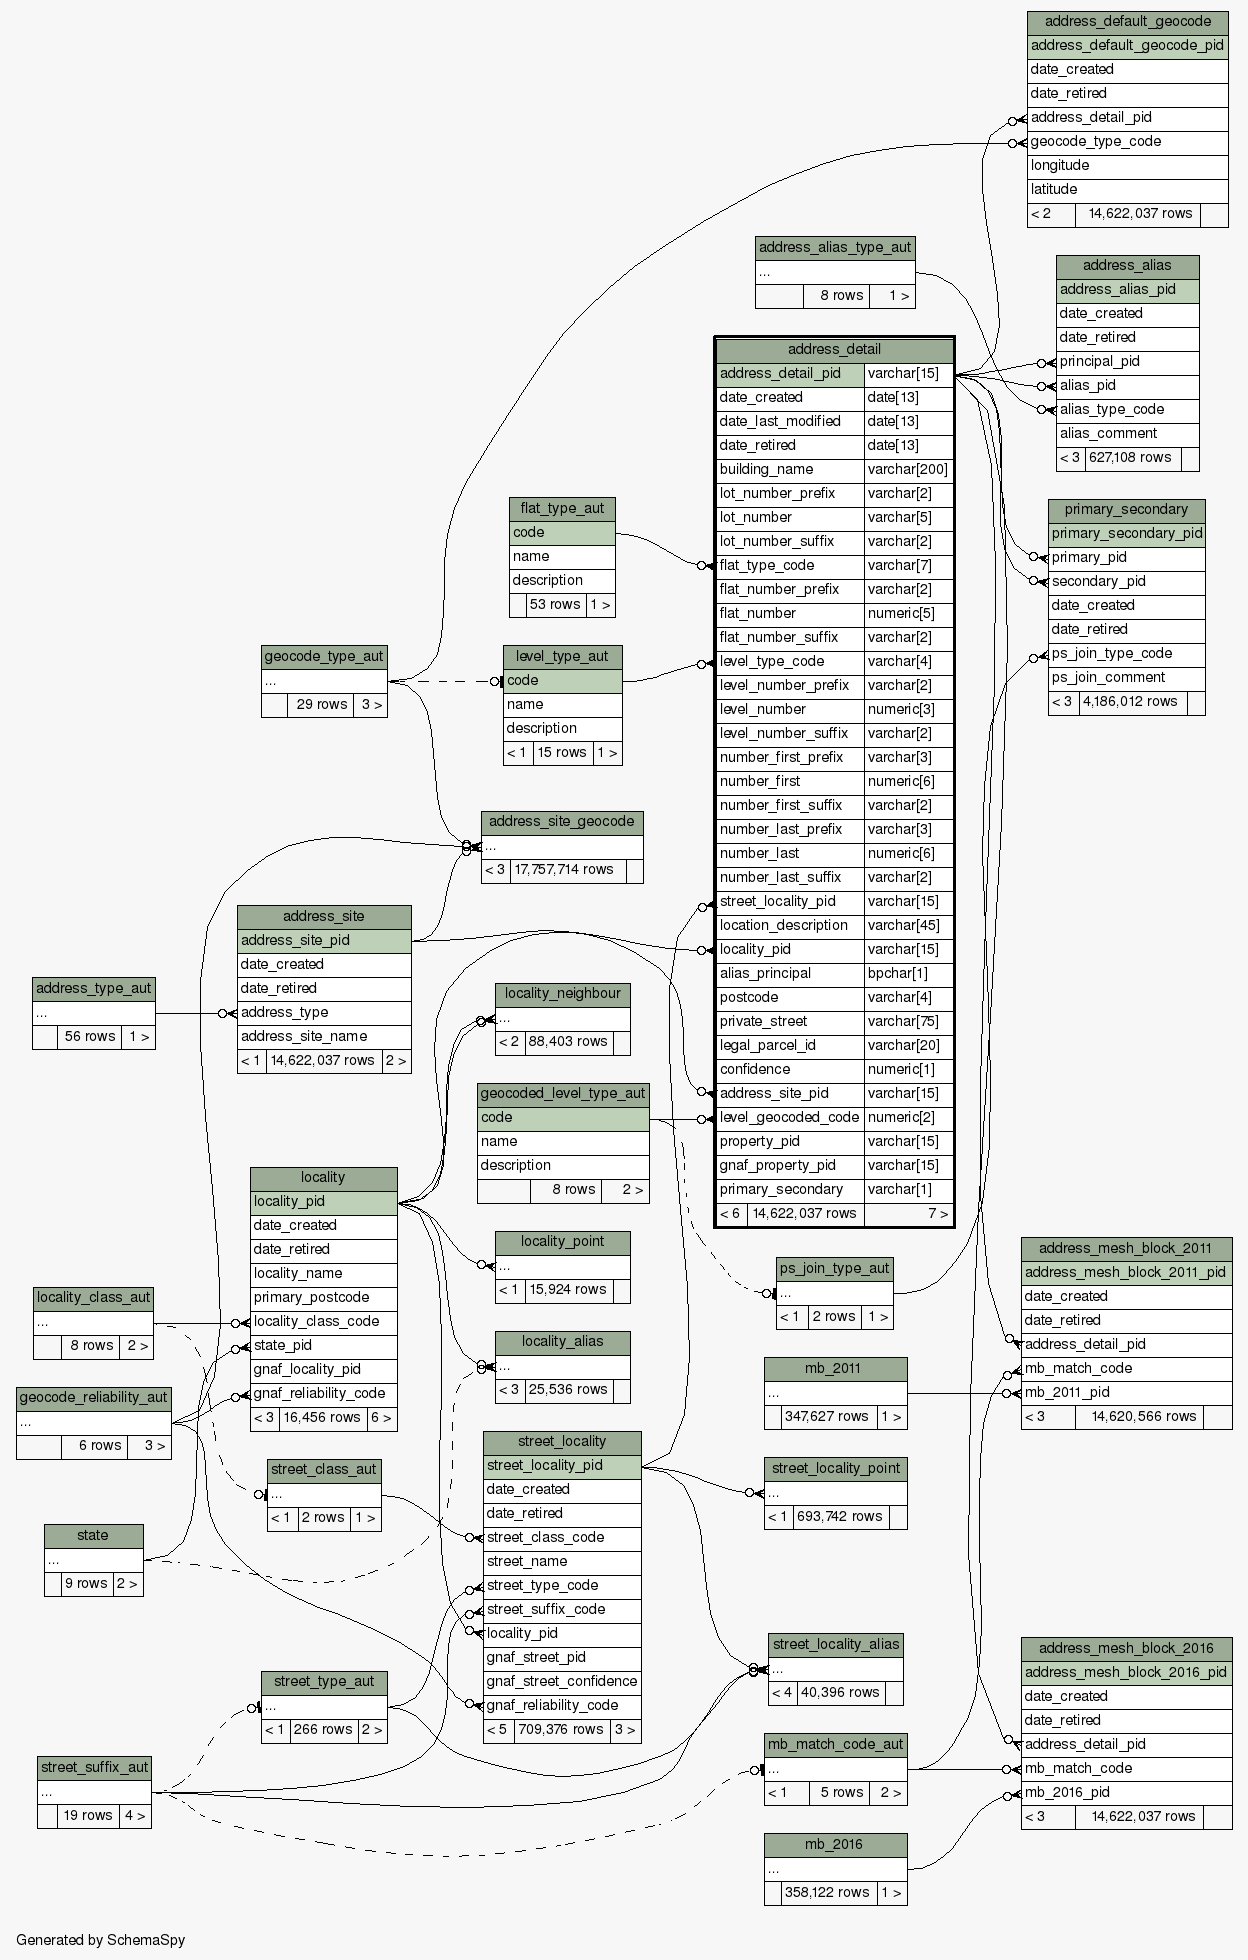 address_default_geocode
address_default_geocode_pid
date_created
date_retired
address_detail_pid
geocode_type_code
longitude
latitude
< 2 14,622,037 rows
address_alias_type_aut
...
8 rows 1 >
address_alias
address_alias_pid
date_created
date_retired
principal_pid
alias_pid
alias_type_code
alias_comment
< 3 627,108 rows
address_detail
address_detail_pid varchar[15]
date_created date[13]
date_last_modified date[13]
date_retired date[13]
building_name varchar[200]
lot_number_prefix varchar[2]
lot_number varchar[5]
lot_number_suffix varchar[2]
flat_type_code varchar[7]
flat_number_prefix varchar[2]
flat_number numeric[5]
flat_number_suffix varchar[2]
level_type_code varchar[4]
level_number_prefix varchar[2]
level_number numeric[3]
level_number_suffix varchar[2]
number_first_prefix varchar[3]
number_first numeric[6]
number_first_suffix varchar[2]
number_last_prefix varchar[3]
number_last numeric[6]
number_last_suffix varchar[2]
street_locality_pid varchar[15]
location_description varchar[45]
locality_pid varchar[15]
alias_principal bpchar[1]
postcode varchar[4]
private_street varchar[75]
legal_parcel_id varchar[20]
confidence numeric[1]
address_site_pid varchar[15]
level_geocoded_code numeric[2]
property_pid varchar[15]
gnaf_property_pid varchar[15]
primary_secondary varchar[1]
< 6 14,622,037 rows 7 >
primary_secondary
primary_secondary_pid
primary_pid
secondary_pid
date_created
date_retired
ps_join_type_code
ps_join_comment
< 3 4,186,012 rows
flat_type_aut
code
name
description
53 rows 1 >
geocode_type_aut
...
29 rows 3 >
level_type_aut
code
name
description
< 1 15 rows 1 >
address_site_geocode
...
< 3 17,757,714 rows
address_site
address_site_pid
date_created
date_retired
address_type
address_site_name
< 1 14,622,037 rows 2 >
address_type_aut
...
56 rows 1 >
locality_neighbour
...
< 2 88,403 rows
geocoded_level_type_aut
code
name
description
8 rows 2 >
locality
locality_pid
date_created
date_retired
locality_name
primary_postcode
locality_class_code
state_pid
gnaf_locality_pid
gnaf_reliability_code
< 3 16,456 rows 6 >
locality_point
...
< 1 15,924 rows
ps_join_type_aut
...
< 1 2 rows 1 >
address_mesh_block_2011
address_mesh_block_2011_pid
date_created
date_retired
address_detail_pid
mb_match_code
mb_2011_pid
< 3 14,620,566 rows
locality_class_aut
...
8 rows 2 >
locality_alias
...
< 3 25,536 rows
mb_2011
...
347,627 rows 1 >
geocode_reliability_aut
...
6 rows 3 >
street_locality
street_locality_pid
date_created
date_retired
street_class_code
street_name
street_type_code
street_suffix_code
locality_pid
gnaf_street_pid
gnaf_street_confidence
gnaf_reliability_code
< 5 709,376 rows 3 >
street_class_aut
...
< 1 2 rows 1 >
street_locality_point
...
< 1 693,742 rows
state
...
9 rows 2 >
street_locality_alias
...
< 4 40,396 rows
address_mesh_block_2016
address_mesh_block_2016_pid
date_created
date_retired
address_detail_pid
mb_match_code
mb_2016_pid
< 3 14,622,037 rows
street_type_aut
...
< 1 266 rows 2 >
mb_match_code_aut
...
< 1 5 rows 2 >
street_suffix_aut
...
19 rows 4 >
mb_2016
...
358,122 rows 1 >
Generated by SchemaSpy